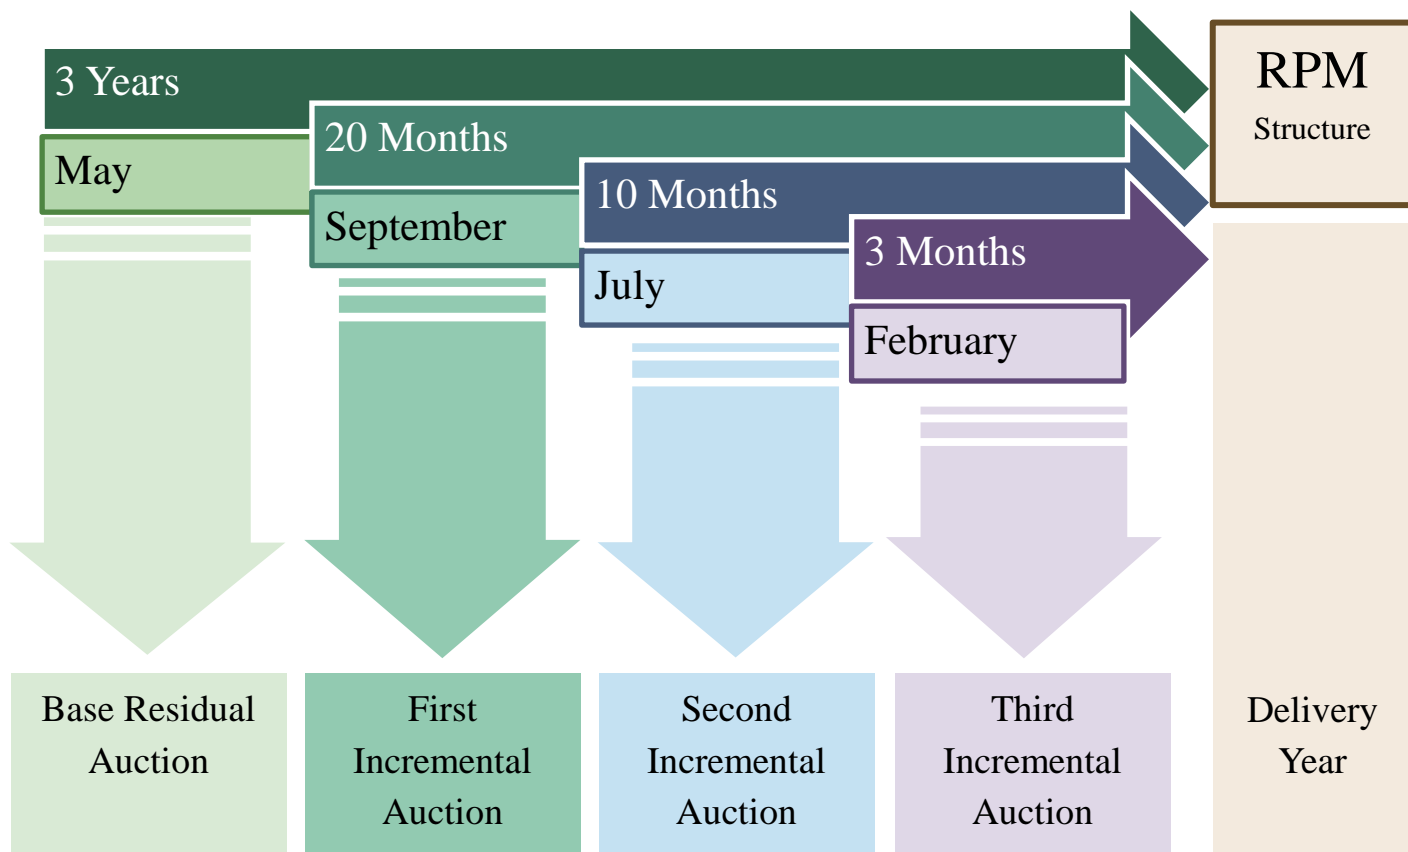 3 Years
May
20 Months
September
10 Months
July
3 Months
February
RPM
Structure
Base Residual
Auction
First
Incremental
Auction
Second
Incremental
Auction
Third
Incremental
Auction
Delivery
Year